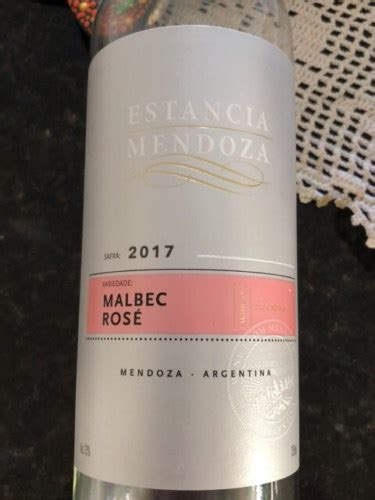 ESTANCIA
MENDOZA
SAFRA: 2017
VARIEDADE:
MALBEC
ROSÉ
MENDOZA - ARGENTINA